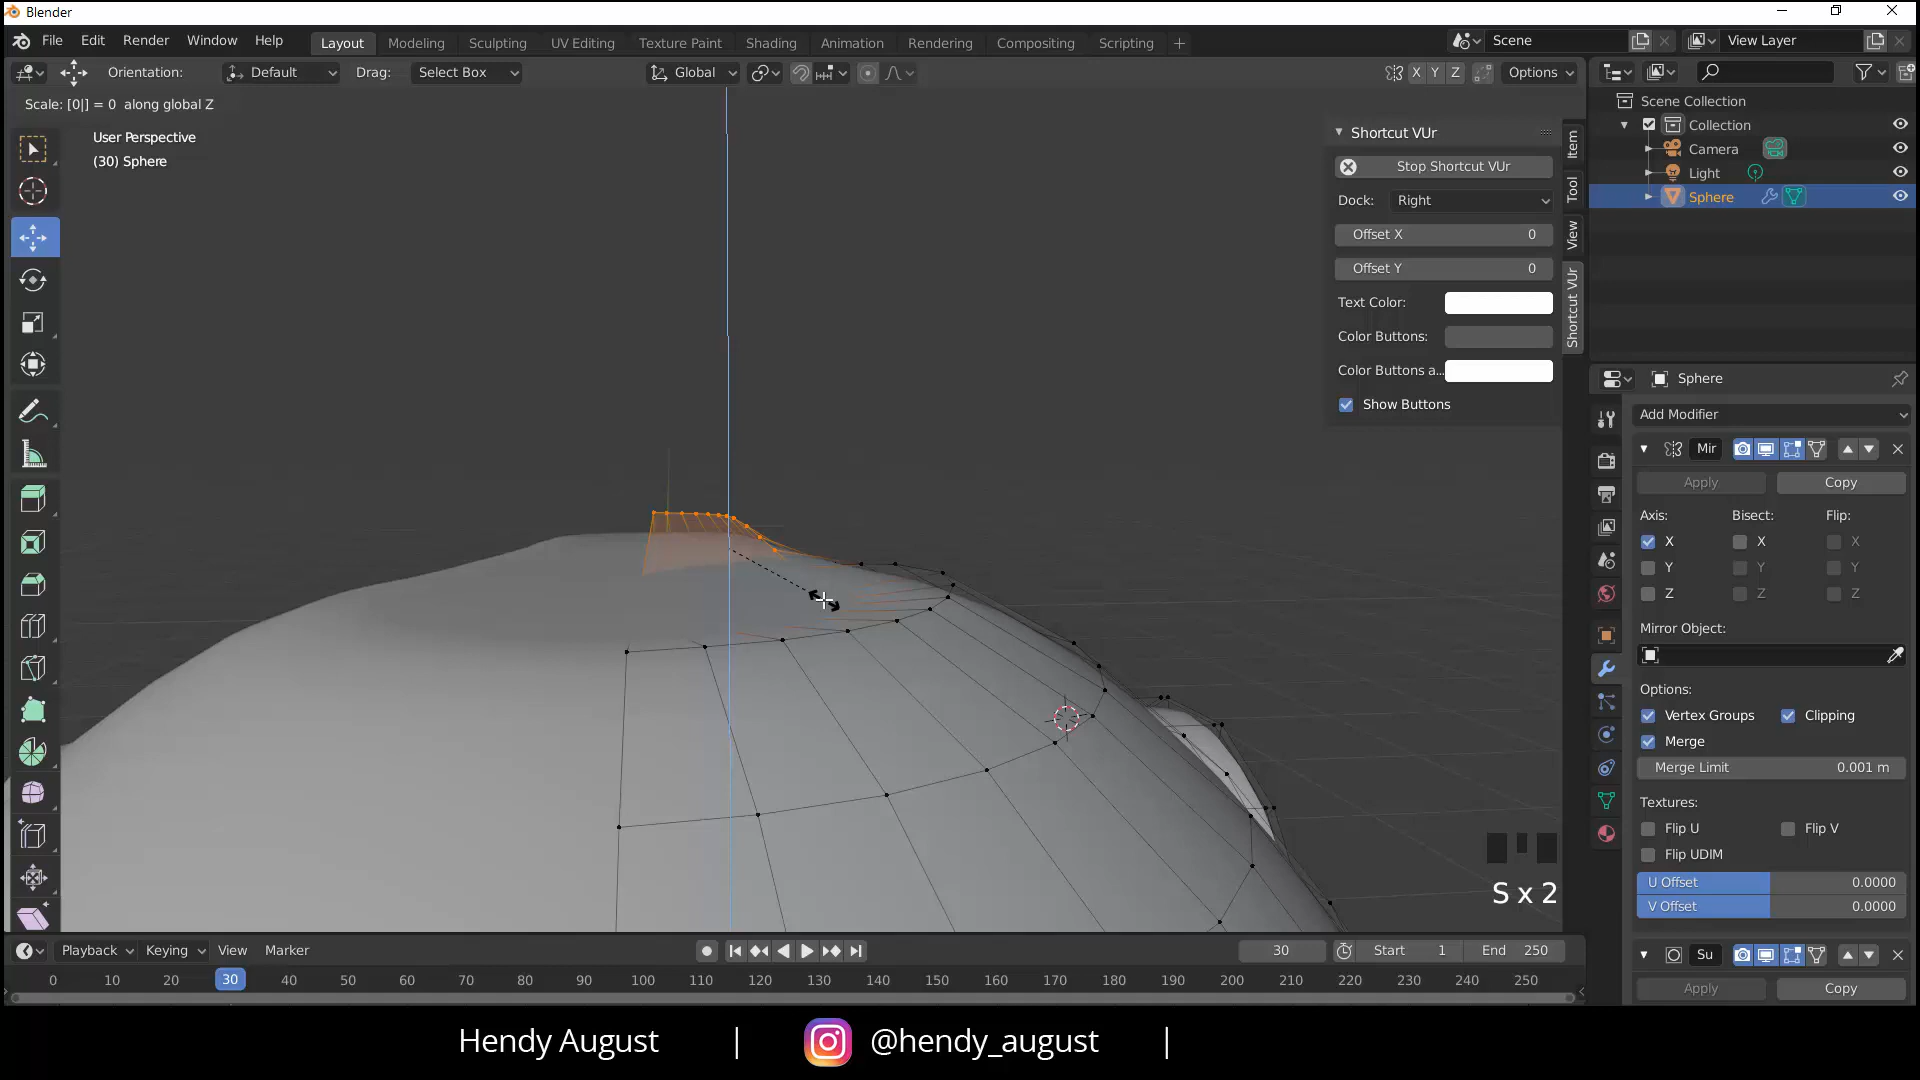 Blender
File Edit Render Window Help Layout Modeling Sculpting UV Editing Texture Paint Shading Animation Rendering Compositing Scripting + Scene View Layer
Orientation: Default Drag: Select Box Global X Y Z Options
Scale: [0|] = 0 along global Z
User Perspective
(30) Sphere
Shortcut VUr
Stop Shortcut VUr
Dock: Right
Offset X 0
Offset Y 0
Text Color:
Color Buttons:
Color Buttons a...
Show Buttons
Item
Tool
View
Shortcut VUr
Scene Collection
Collection
Camera
Light
Sphere
Sphere
Add Modifier
Mir
Apply Copy
Axis: Bisect: Flip:
X X X
Y Y Y
Z Z Z
Mirror Object:
Options:
Vertex Groups Clipping
Merge
Merge Limit 0.001 m
Textures:
Flip U Flip V
Flip UDIM
U Offset 0.0000
V Offset 0.0000
Su
Apply Copy
S x 2
Playback Keying View Marker 30 Start 1 End 250
0 10 20 30 40 50 60 70 80 90 100 110 120 130 140 150 160 170 180 190 200 210 220 230 240 250
Hendy August | @hendy_august |